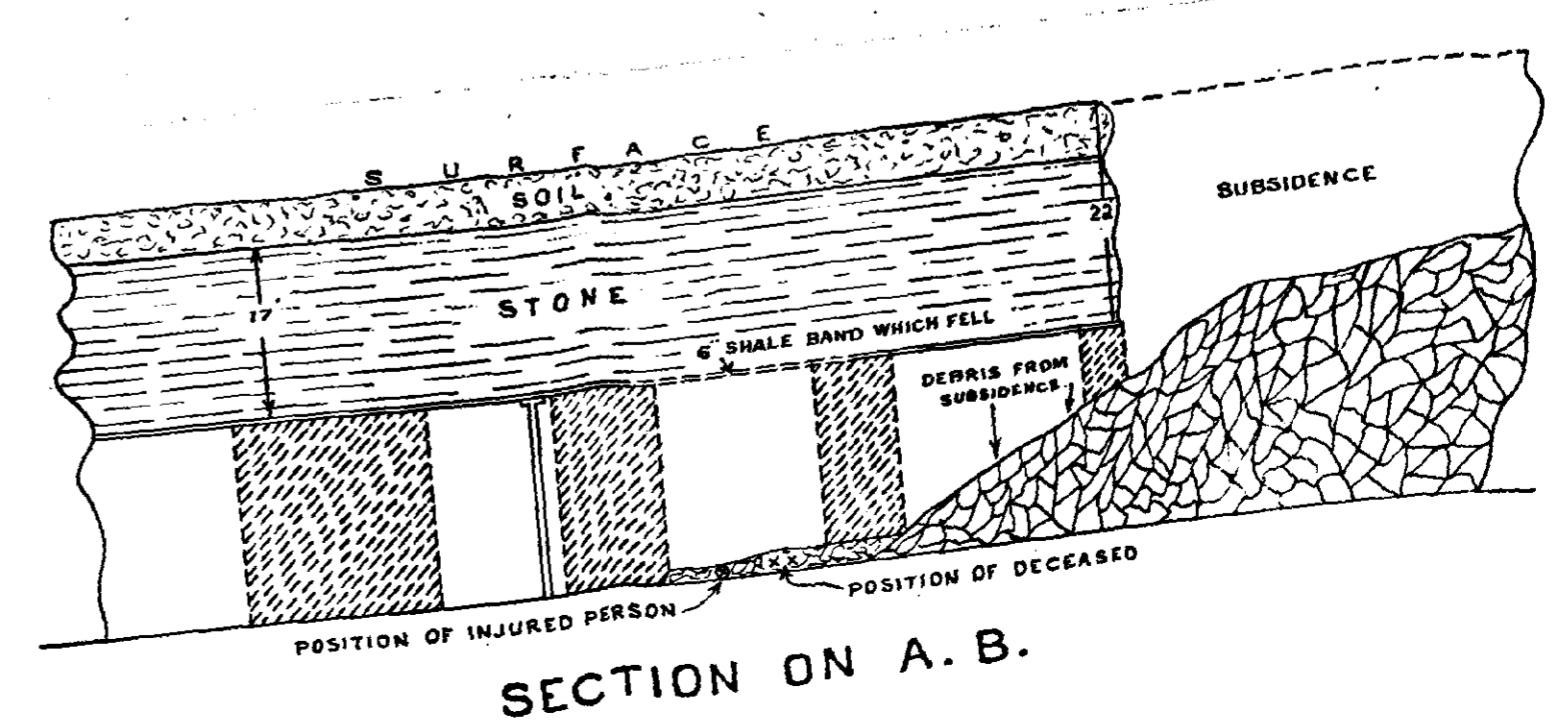 SURFACE
SOIL
SUBSIDENCE
22
STONE
17'
6" SHALE BAND WHICH FELL
DEBRIS FROM
SUBSIDENCE
POSITION OF DECEASED
POSITION OF INJURED PERSON
SECTION ON A. B.